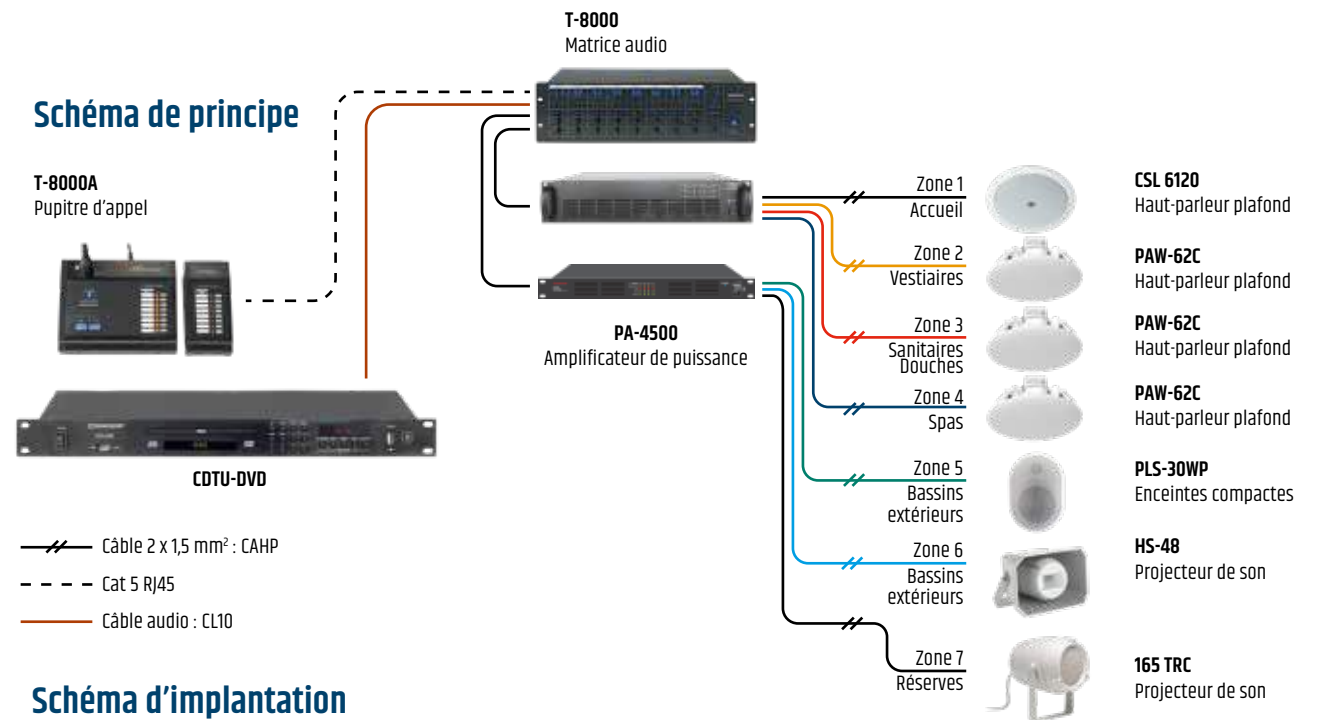 T-8000
Matrice audio
Schéma de principe
T-8000A
Pupitre d'appel
CDTU-DVD
PA-4500
Amplificateur de puissance
Zone 1
Accueil
CSL 6120
Haut-parleur plafond
Zone 2
Vestiaires
PAW-62C
Haut-parleur plafond
Zone 3
Sanitaires
Douches
PAW-62C
Haut-parleur plafond
Zone 4
Spas
PAW-62C
Haut-parleur plafond
Zone 5
Bassins
extérieurs
PLS-30WP
Enceintes compactes
Zone 6
Bassins
extérieurs
HS-48
Projecteur de son
Zone 7
Réserves
165 TRC
Projecteur de son
Câble 2 x 1,5 mm² : CAHP
Cat 5 RJ45
Câble audio : CL10
Schéma d'implantation